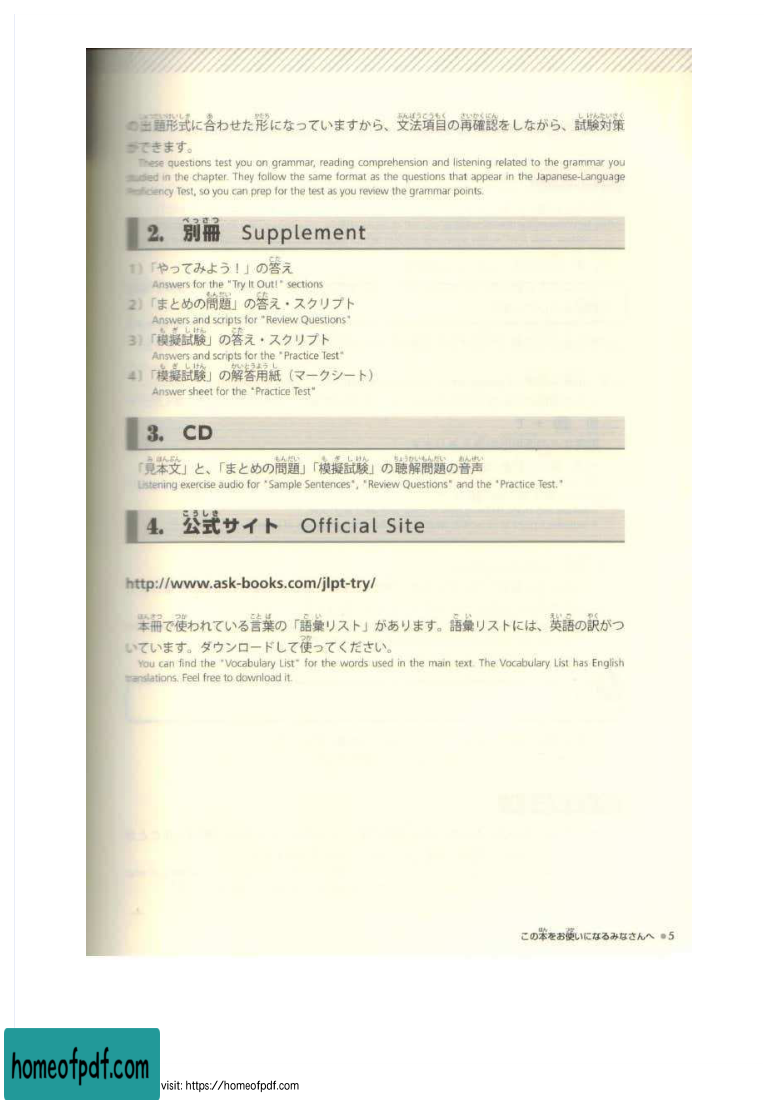 の出題形式に合わせた形になっていますから、文法項目の再確認をしながら、試験対策
ができます。
These questions test you on grammar, reading comprehension and listening related to the grammar you
studied in the chapter. They follow the same format as the questions that appear in the Japanese-Language
Proficiency Test, so you can prep for the test as you review the grammar points.
2. 別冊 Supplement
1)「やってみよう！」の答え
Answers for the "Try It Out!" sections
2)「まとめの問題」の答え・スクリプト
Answers and scripts for "Review Questions"
3)「模擬試験」の答え・スクリプト
Answers and scripts for the "Practice Test"
4)「模擬試験」の解答用紙（マークシート）
Answer sheet for the "Practice Test"
3. CD
「見本文」と、「まとめの問題」「模擬試験」の聴解問題の音声
Listening exercise audio for "Sample Sentences", "Review Questions" and the "Practice Test."
4. 公式サイト Official Site
http://www.ask-books.com/jlpt-try/
本冊で使われている言葉の「語彙リスト」があります。語彙リストには、英語の訳がつ
いています。ダウンロードして使ってください。
You can find the "Vocabulary List" for the words used in the main text. The Vocabulary List has English
translations. Feel free to download it.
この本をお使いになるみなさんへ ● 5
homeofpdf.com
visit: https://homeofpdf.com